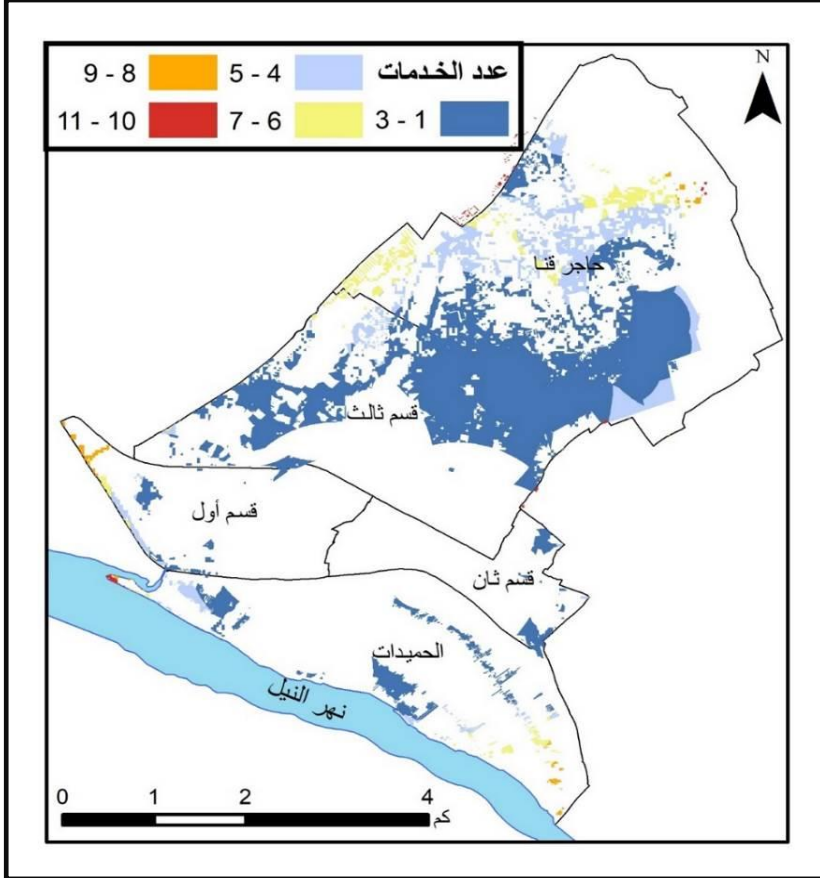 عدد الخدمات 4 - 5 8 - 9
1 - 3 6 - 7 10 - 11
N
حاجر قنا
قسم ثالث
قسم أول
قسم ثان
الحميدات
نهر النيل
0 1 2 4
كم